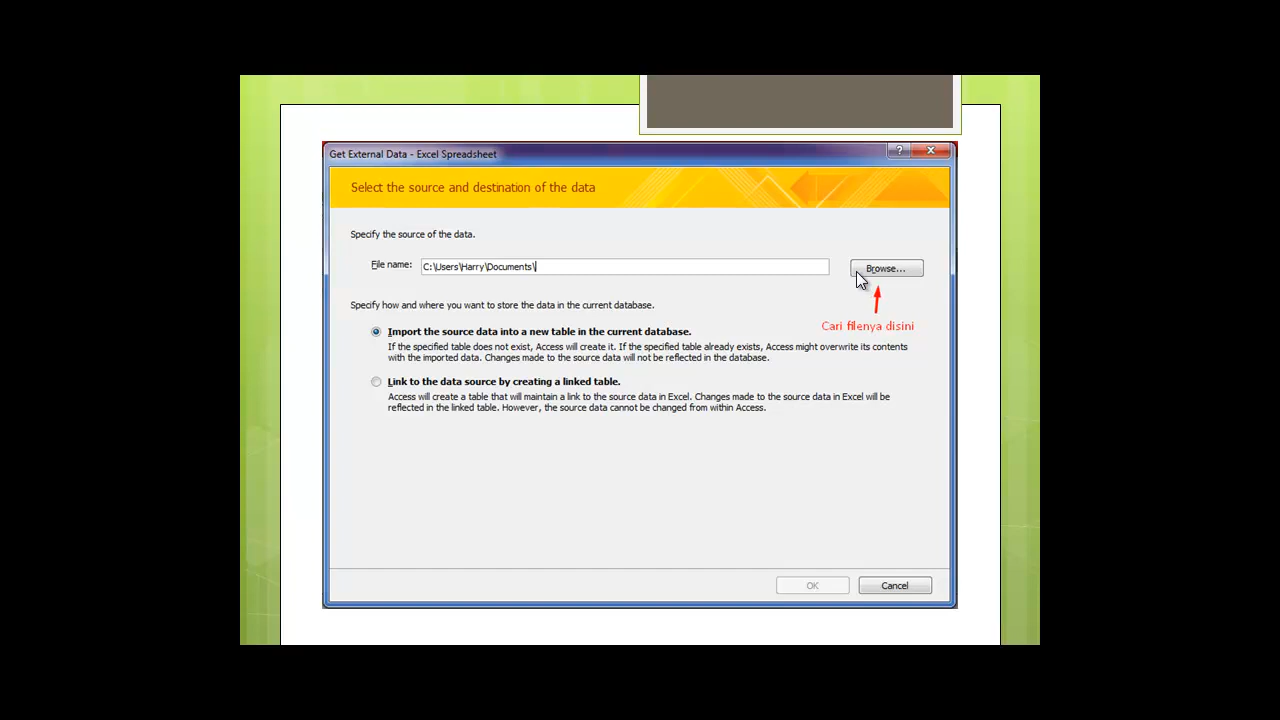 Get External Data - Excel Spreadsheet
Select the source and destination of the data
Specify the source of the data.
File name: C:\Users\Harry\Documents\ Browse...
Specify how and where you want to store the data in the current database.
Cari filenya disini
Import the source data into a new table in the current database.
If the specified table does not exist, Access will create it. If the specified table already exists, Access might overwrite its contents
with the imported data. Changes made to the source data will not be reflected in the database.
Link to the data source by creating a linked table.
Access will create a table that will maintain a link to the source data in Excel. Changes made to the source data in Excel will be
reflected in the linked table. However, the source data cannot be changed from within Access.
OK Cancel